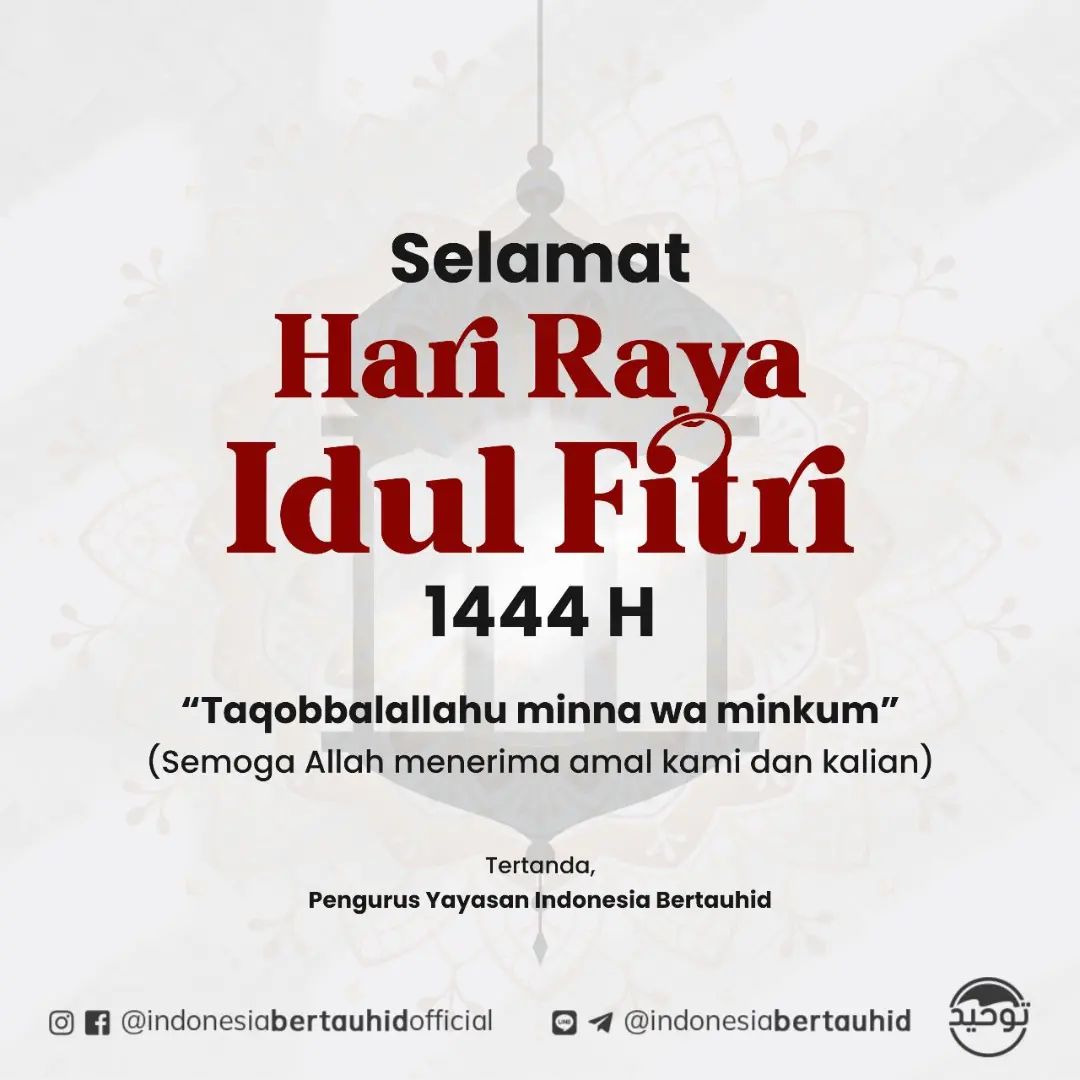 Selamat
Hari Raya
Idul Fitri
1444 H
“Taqobbalallahu minna wa minkum”
(Semoga Allah menerima amal kami dan kalian)
Tertanda,
Pengurus Yayasan Indonesia Bertauhid
@indonesiabertauhidofficial
LINE @indonesiabertauhid
توحيد